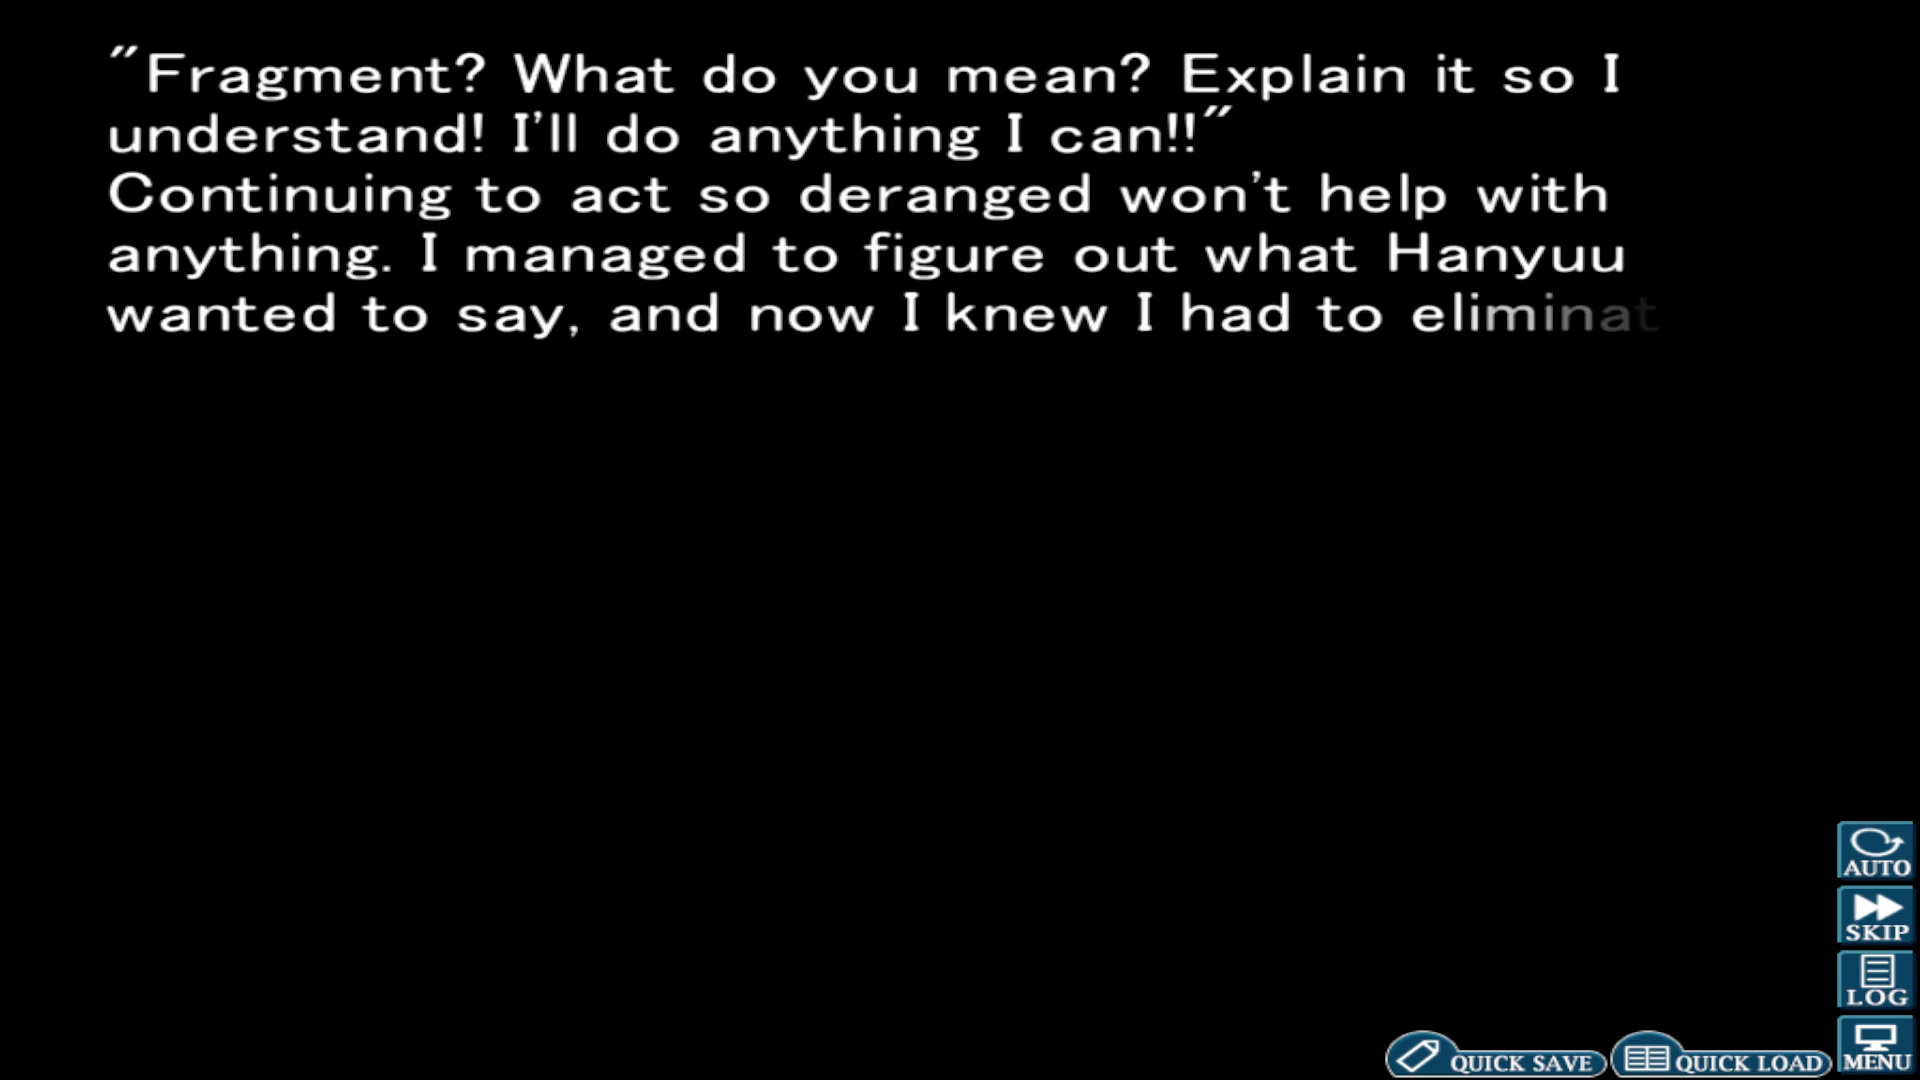 "Fragment? What do you mean? Explain it so I
understand! I'll do anything I can!!"
Continuing to act so deranged won't help with
anything. I managed to figure out what Hanyuu
wanted to say, and now I knew I had to eliminat
AUTO
SKIP
LOG
QUICK SAVE
QUICK LOAD
MENU